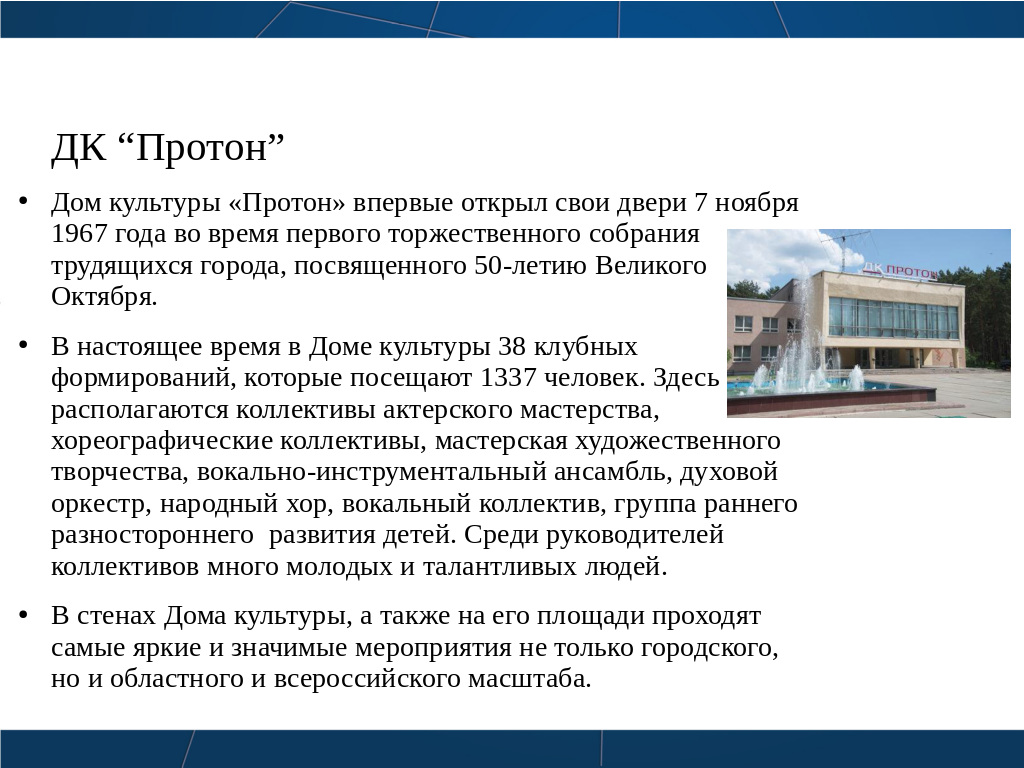 ДК “Протон”
• Дом культуры «Протон» впервые открыл свои двери 7 ноября
1967 года во время первого торжественного собрания
трудящихся города, посвященного 50-летию Великого
Октября.
• В настоящее время в Доме культуры 38 клубных
формирований, которые посещают 1337 человек. Здесь
располагаются коллективы актерского мастерства,
хореографические коллективы, мастерская художественного
творчества, вокально-инструментальный ансамбль, духовой
оркестр, народный хор, вокальный коллектив, группа раннего
разностороннего  развития детей. Среди руководителей
коллективов много молодых и талантливых людей.
• В стенах Дома культуры, а также на его площади проходят
самые яркие и значимые мероприятия не только городского,
но и областного и всероссийского масштаба.
ДК ПРОТОН